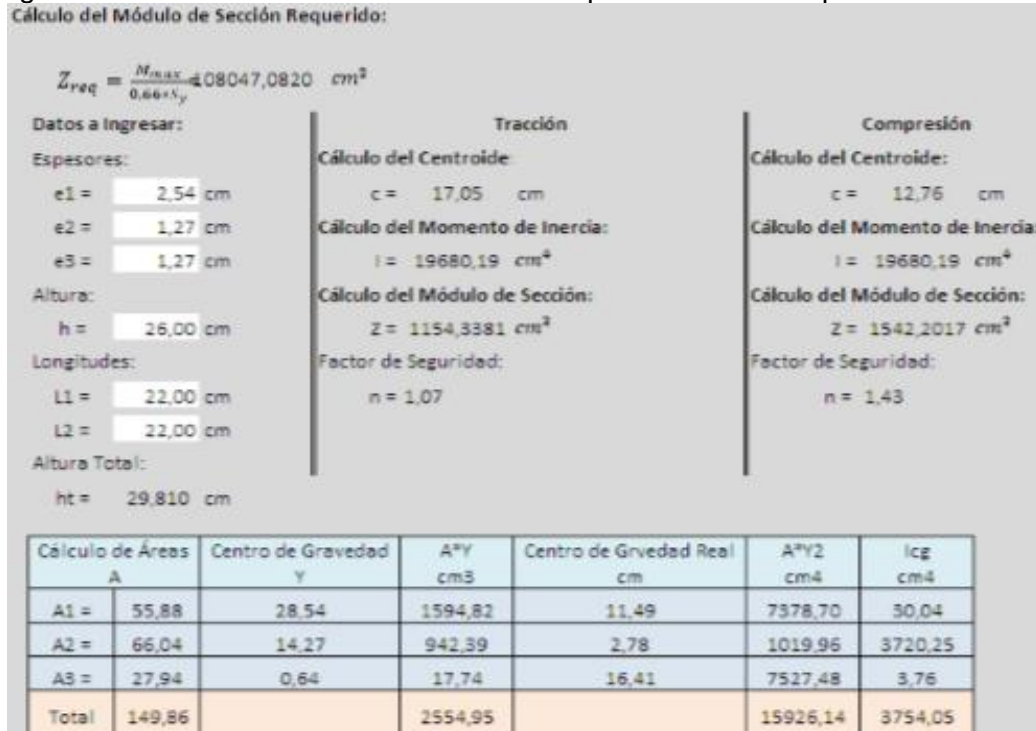 Cálculo del Módulo de Sección Requerido:
Z_req = M_max / 0,66*S_y 108047,0820 cm³
Datos a Ingresar: Tracción Compresión
Espesores: Cálculo del Centroide Cálculo del Centroide:
e1 = 2,54 cm c = 17,05 cm c = 12,76 cm
e2 = 1,27 cm Cálculo del Momento de Inercia: Cálculo del Momento de Inercia:
e3 = 1,27 cm I = 19680,19 cm⁴ I = 19680,19 cm⁴
Altura: Cálculo del Módulo de Sección: Cálculo del Módulo de Sección:
h = 26,00 cm Z = 1154,3381 cm³ Z = 1542,2017 cm³
Longitudes: Factor de Seguridad: Factor de Seguridad:
L1 = 22,00 cm n = 1,07 n = 1,43
L2 = 22,00 cm
Altura Total:
ht = 29,810 cm
Cálculo de Áreas Centro de Gravedad A*Y Centro de Grvedad Real A*Y2 Icg
A Y cm3 cm cm4 cm4
A1 = 55,88 28,54 1594,82 11,49 7378,70 30,04
A2 = 66,04 14,27 942,39 2,78 1019,96 3720,25
A3 = 27,94 0,64 17,74 16,41 7527,48 3,76
Total 149,86 2554,95 15926,14 3754,05